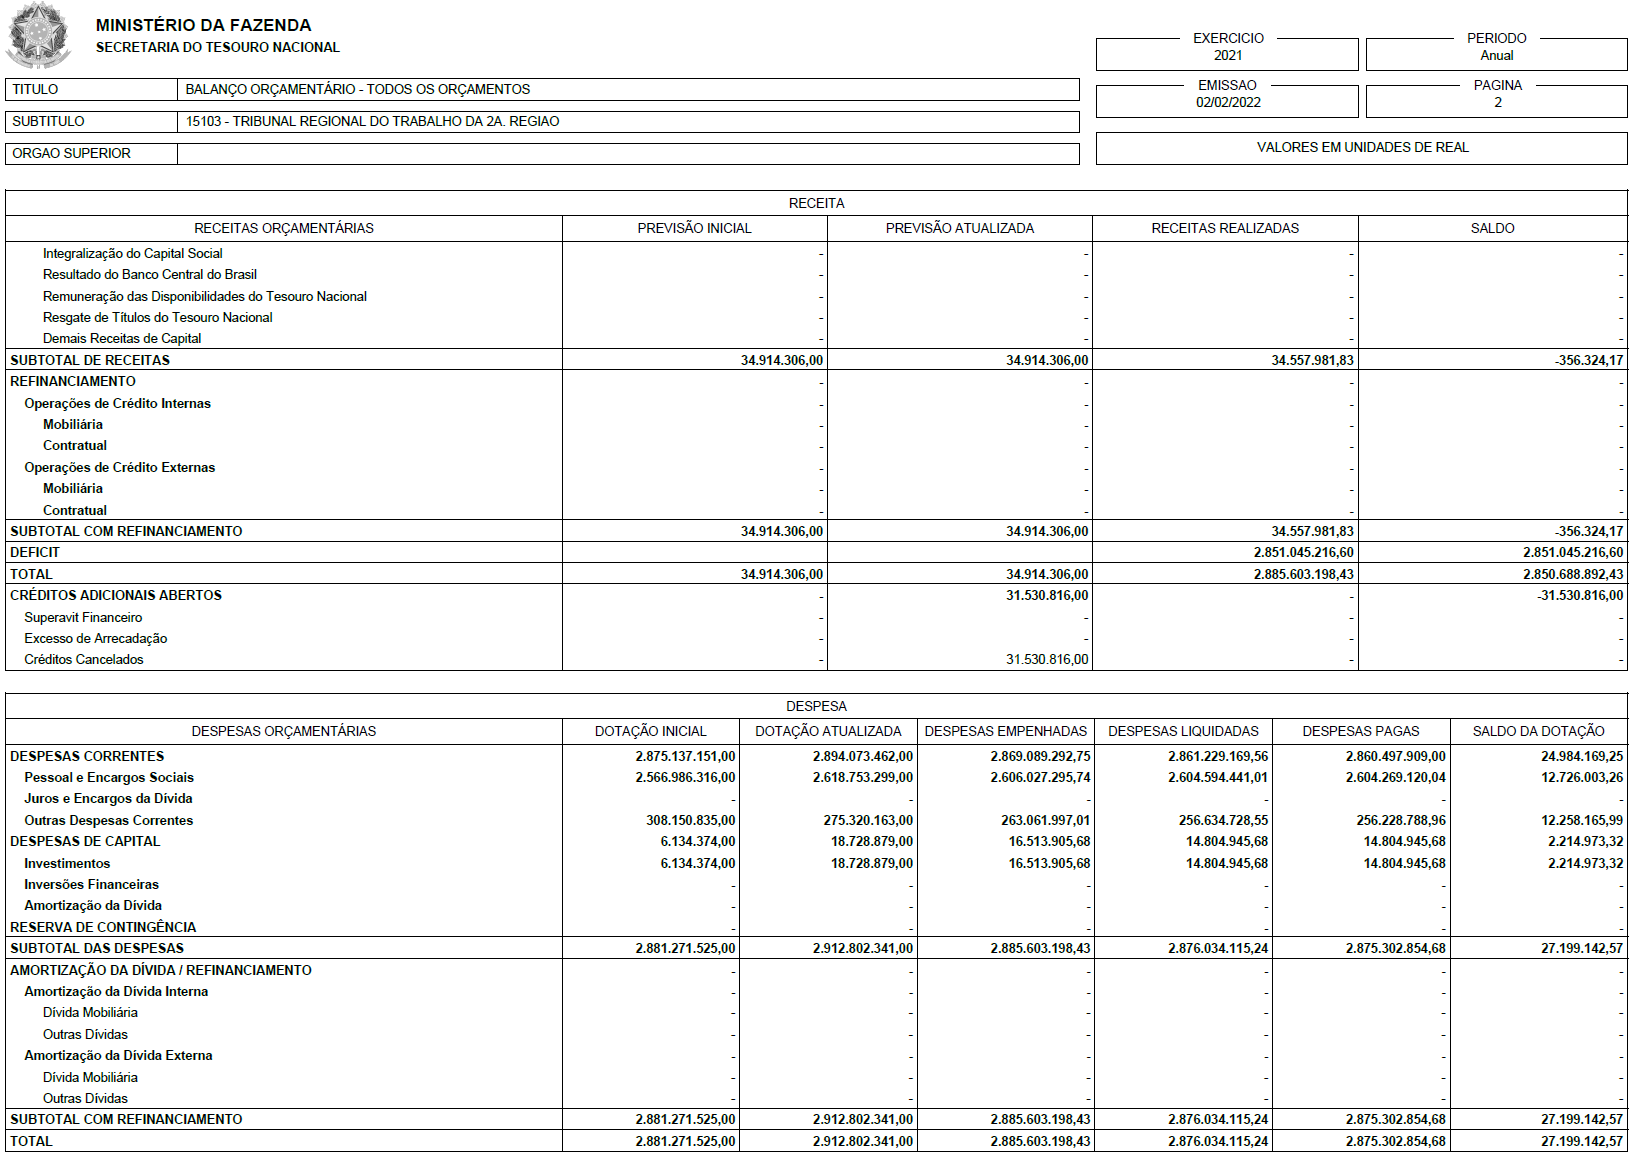 MINISTÉRIO DA FAZENDA
SECRETARIA DO TESOURO NACIONAL
EXERCICIO
2021
PERIODO
Anual
EMISSAO
02/02/2022
PAGINA
2
TITULO BALANÇO ORÇAMENTÁRIO - TODOS OS ORÇAMENTOS
SUBTITULO 15103 - TRIBUNAL REGIONAL DO TRABALHO DA 2A. REGIAO
ORGAO SUPERIOR
VALORES EM UNIDADES DE REAL
RECEITA
RECEITAS ORÇAMENTÁRIAS PREVISÃO INICIAL PREVISÃO ATUALIZADA RECEITAS REALIZADAS SALDO
Integralização do Capital Social - - - -
Resultado do Banco Central do Brasil - - - -
Remuneração das Disponibilidades do Tesouro Nacional - - - -
Resgate de Títulos do Tesouro Nacional - - - -
Demais Receitas de Capital - - - -
SUBTOTAL DE RECEITAS 34.914.306,00 34.914.306,00 34.557.981,83 -356.324,17
REFINANCIAMENTO - - - -
Operações de Crédito Internas - - - -
Mobiliária - - - -
Contratual - - - -
Operações de Crédito Externas - - - -
Mobiliária - - - -
Contratual - - - -
SUBTOTAL COM REFINANCIAMENTO 34.914.306,00 34.914.306,00 34.557.981,83 -356.324,17
DEFICIT 2.851.045.216,60 2.851.045.216,60
TOTAL 34.914.306,00 34.914.306,00 2.885.603.198,43 2.850.688.892,43
CRÉDITOS ADICIONAIS ABERTOS - 31.530.816,00 - -31.530.816,00
Superavit Financeiro - - - -
Excesso de Arrecadação - - - -
Créditos Cancelados - 31.530.816,00 - -
DESPESA
DESPESAS ORÇAMENTÁRIAS DOTAÇÃO INICIAL DOTAÇÃO ATUALIZADA DESPESAS EMPENHADAS DESPESAS LIQUIDADAS DESPESAS PAGAS SALDO DA DOTAÇÃO
DESPESAS CORRENTES 2.875.137.151,00 2.894.073.462,00 2.869.089.292,75 2.861.229.169,56 2.860.497.909,00 24.984.169,25
Pessoal e Encargos Sociais 2.566.986.316,00 2.618.753.299,00 2.606.027.295,74 2.604.594.441,01 2.604.269.120,04 12.726.003,26
Juros e Encargos da Dívida - - - - - -
Outras Despesas Correntes 308.150.835,00 275.320.163,00 263.061.997,01 256.634.728,55 256.228.788,96 12.258.165,99
DESPESAS DE CAPITAL 6.134.374,00 18.728.879,00 16.513.905,68 14.804.945,68 14.804.945,68 2.214.973,32
Investimentos 6.134.374,00 18.728.879,00 16.513.905,68 14.804.945,68 14.804.945,68 2.214.973,32
Inversões Financeiras - - - - - -
Amortização da Dívida - - - - - -
RESERVA DE CONTINGÊNCIA - - - - - -
SUBTOTAL DAS DESPESAS 2.881.271.525,00 2.912.802.341,00 2.885.603.198,43 2.876.034.115,24 2.875.302.854,68 27.199.142,57
AMORTIZAÇÃO DA DÍVIDA / REFINANCIAMENTO - - - - - -
Amortização da Dívida Interna - - - - - -
Dívida Mobiliária - - - - - -
Outras Dívidas - - - - - -
Amortização da Dívida Externa - - - - - -
Dívida Mobiliária - - - - - -
Outras Dívidas - - - - - -
SUBTOTAL COM REFINANCIAMENTO 2.881.271.525,00 2.912.802.341,00 2.885.603.198,43 2.876.034.115,24 2.875.302.854,68 27.199.142,57
TOTAL 2.881.271.525,00 2.912.802.341,00 2.885.603.198,43 2.876.034.115,24 2.875.302.854,68 27.199.142,57